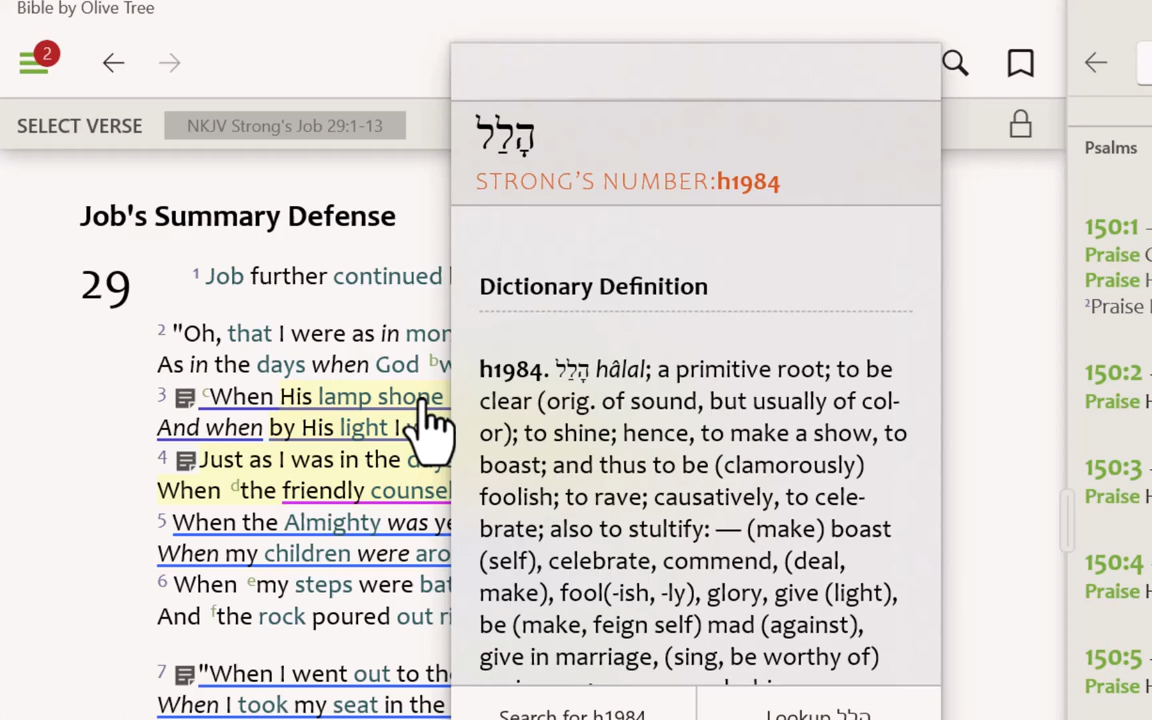 Bible by Olive Tree
2
SELECT VERSE
NKJV Strong's Job 29:1-13
Job's Summary Defense
29
1 Job further continued
2 "Oh, that I were as in
As in the days when God b
3 c"When His lamp shone
And when by His light I
4 Just as I was in the
When d the friendly counsel
5 When the Almighty was
When my children were
6 When e my steps were
And f the rock poured out
7 "When I went out to the
When I took my seat in the
הָלַל
STRONG'S NUMBER:h1984
Dictionary Definition
h1984. הָלַל hâlal; a primitive root; to be
clear (orig. of sound, but usually of col-
or); to shine; hence, to make a show, to
boast; and thus to be (clamorously)
foolish; to rave; causatively, to cele-
brate; also to stultify: — (make) boast
(self), celebrate, commend, (deal,
make), fool(-ish, -ly), glory, give (light),
be (make, feign self) mad (against),
give in marriage, (sing, be worthy of)
Search for h1984
Lookup הלל
Psalms
150:1 –
Praise
Praise H
2Praise
150:2 –
Praise H
150:3 –
Praise H
150:4 –
Praise H
150:5 –
Praise H